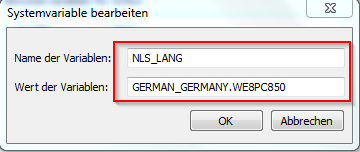 Systemvariable bearbeiten
Name der Variablen: NLS_LANG
Wert der Variablen: GERMAN_GERMANY.WE8PC850
OK Abbrechen